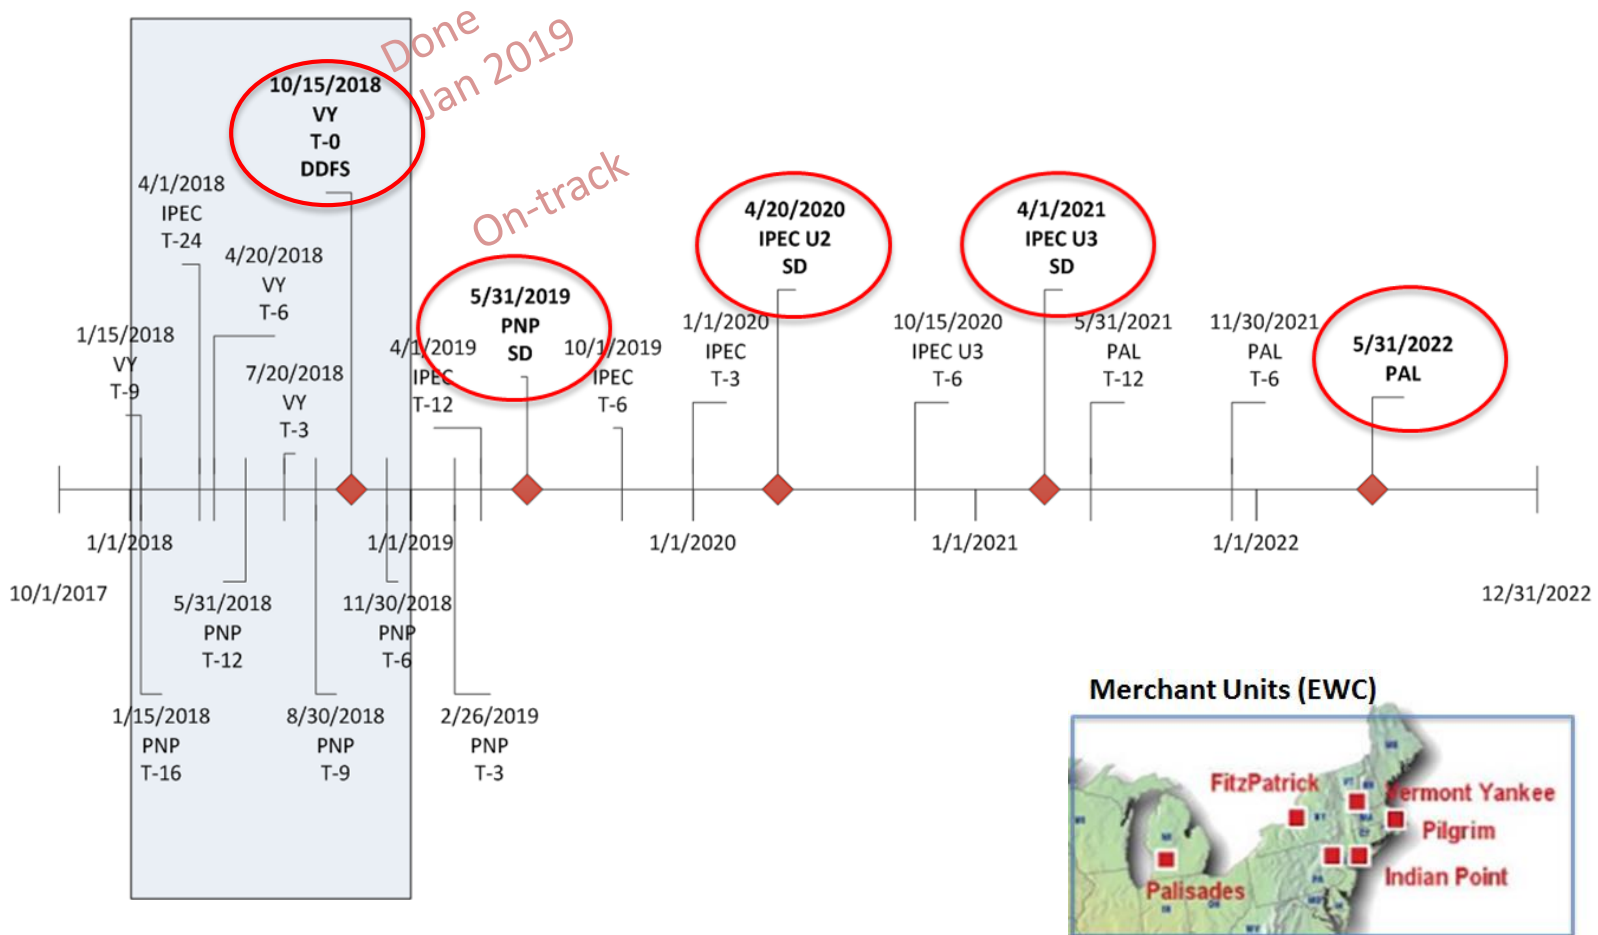 Done
Jan 2019
10/15/2018
VY
T-0
DDFS
On-track
4/1/2018
IPEC
T-24
4/20/2018
VY
T-6
1/15/2018
VY
T-9
7/20/2018
VY
T-3
4/1/2019
IPEC
T-12
5/31/2019
PNP
SD
10/1/2019
IPEC
T-6
4/20/2020
IPEC U2
SD
1/1/2020
IPEC
T-3
4/1/2021
IPEC U3
SD
10/15/2020
IPEC U3
T-6
5/31/2021
PAL
T-12
11/30/2021
PAL
T-6
5/31/2022
PAL
1/1/2018
1/1/2019
1/1/2020
1/1/2021
1/1/2022
10/1/2017
12/31/2022
5/31/2018
PNP
T-12
11/30/2018
PNP
T-6
1/15/2018
PNP
T-16
8/30/2018
PNP
T-9
2/26/2019
PNP
T-3
Merchant Units (EWC)
FitzPatrick
Vermont Yankee
Pilgrim
Indian Point
Palisades
ME
VT
NY
MI
PA